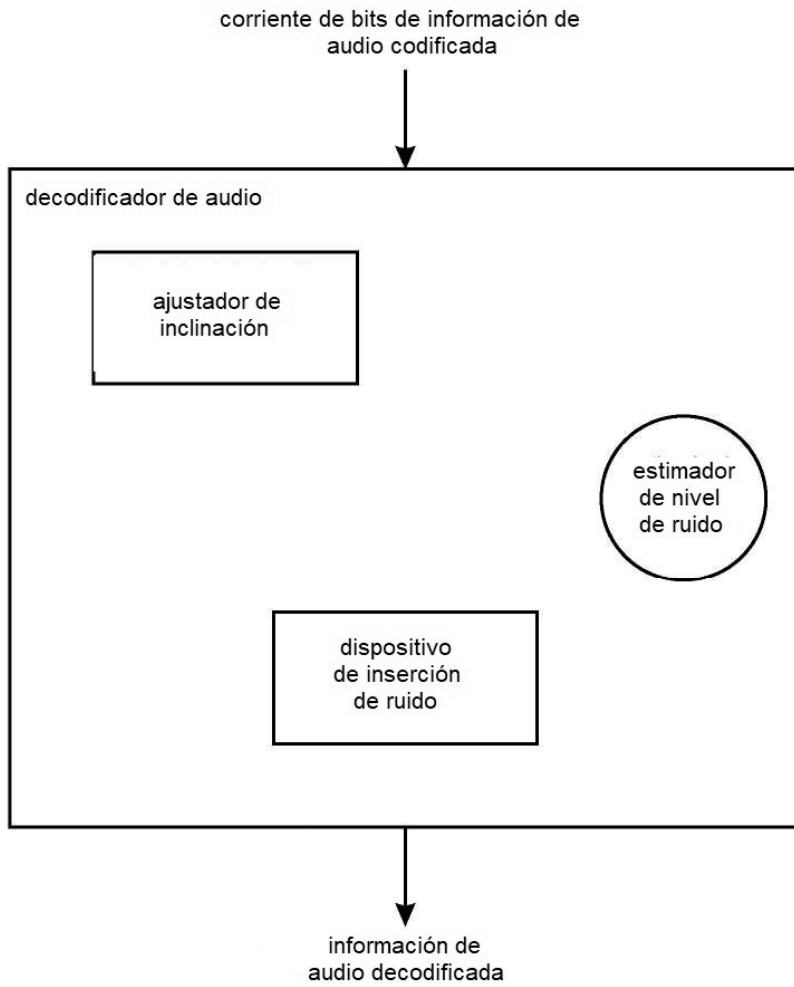 corriente de bits de información de
audio codificada
decodificador de audio
ajustador de
inclinación
estimador
de nivel
de ruido
dispositivo
de inserción
de ruido
información de
audio decodificada